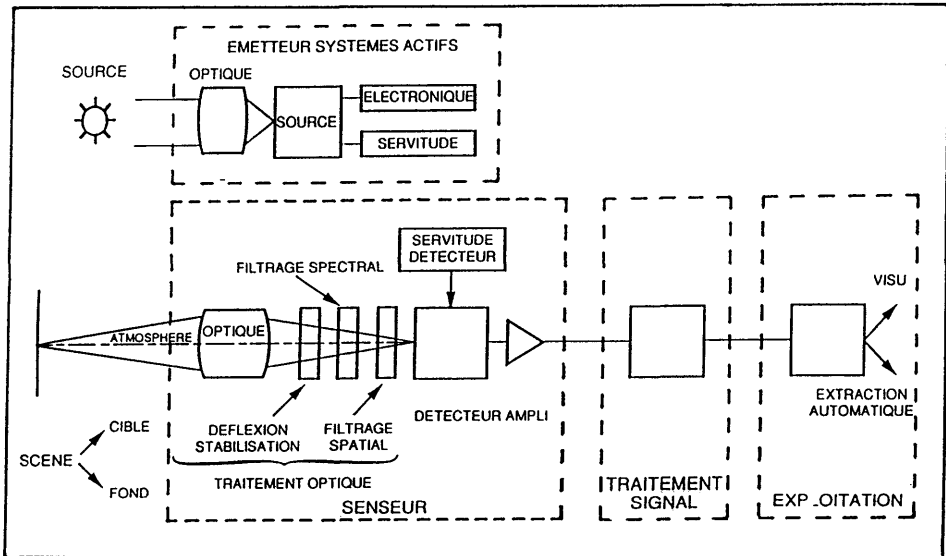 EMETTEUR SYSTEMES ACTIFS
SOURCE
OPTIQUE
SOURCE
ELECTRONIQUE
SERVITUDE
SERVITUDE
DETECTEUR
FILTRAGE SPECTRAL
VISU
ATMOSPHERE
OPTIQUE
EXTRACTION
AUTOMATIQUE
DETECTEUR AMPLI
DEFLEXION
STABILISION
FILTRAGE
SPATIAL
CIBLE
SCENE
FOND
TRAITEMENT OPTIQUE
SENSEUR
TRAITEMENT
SIGNAL
EXP_OITATION